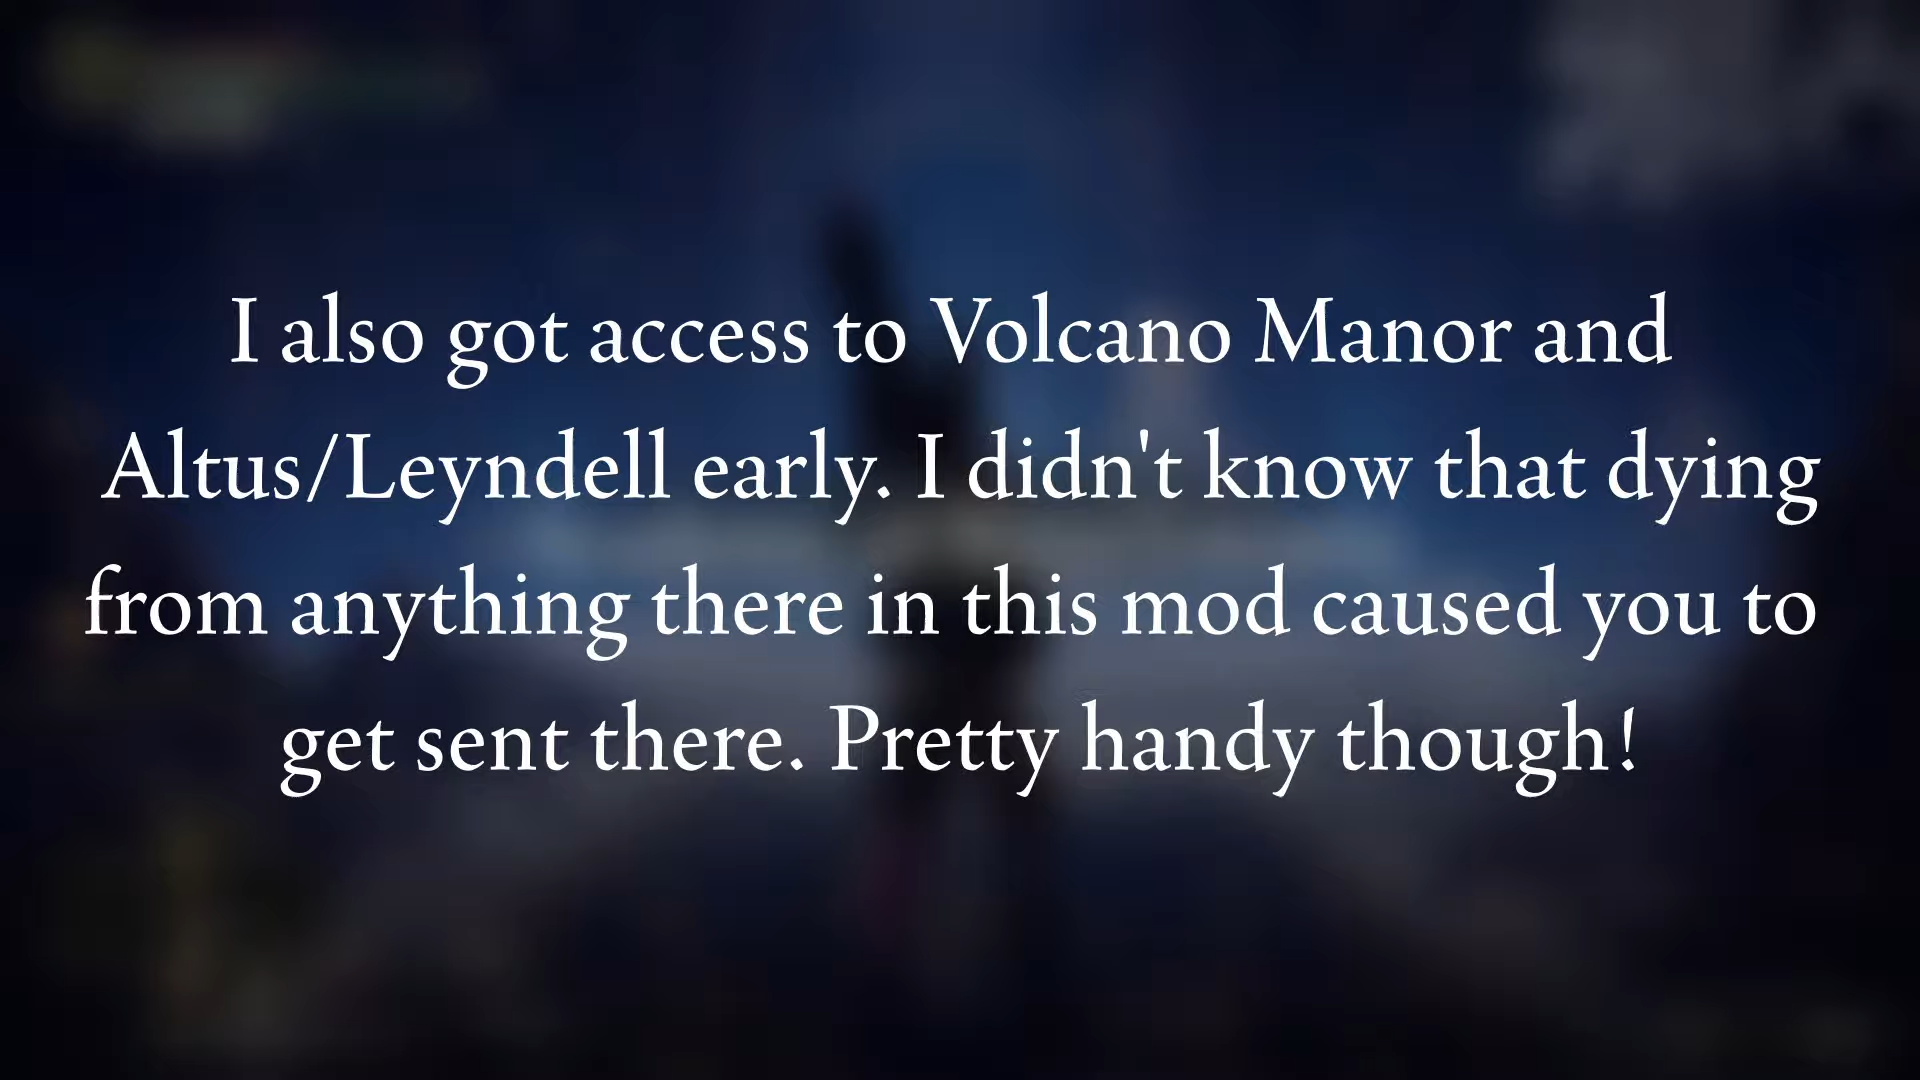 I also got access to Volcano Manor and
Altus/Leyndell early. I didn't know that dying
from anything there in this mod caused you to
get sent there. Pretty handy though!